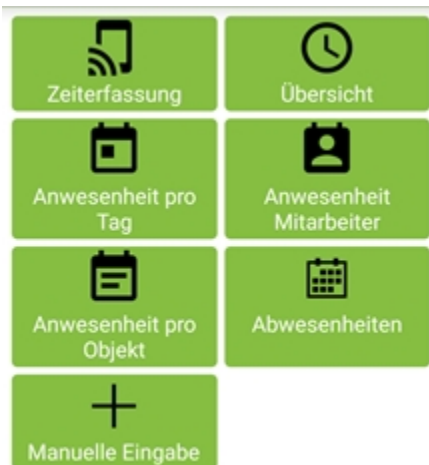 Zeiterfassung
Übersicht
Anwesenheit pro
Tag
Anwesenheit
Mitarbeiter
Anwesenheit pro
Objekt
Abwesenheiten
Manuelle Eingabe